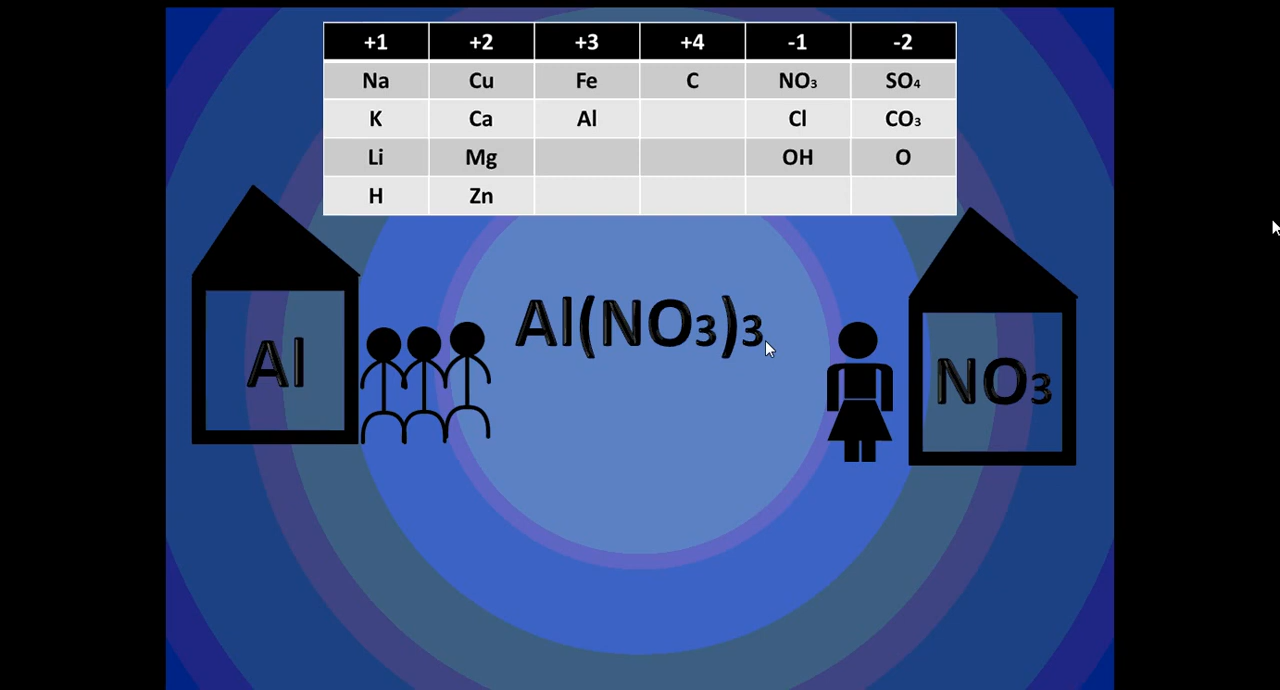 +1 +2 +3 +4 -1 -2
Na Cu Fe C NO₃ SO₄
K Ca Al Cl CO₃
Li Mg OH O
H Zn
Al(NO₃)₃
Al
NO₃